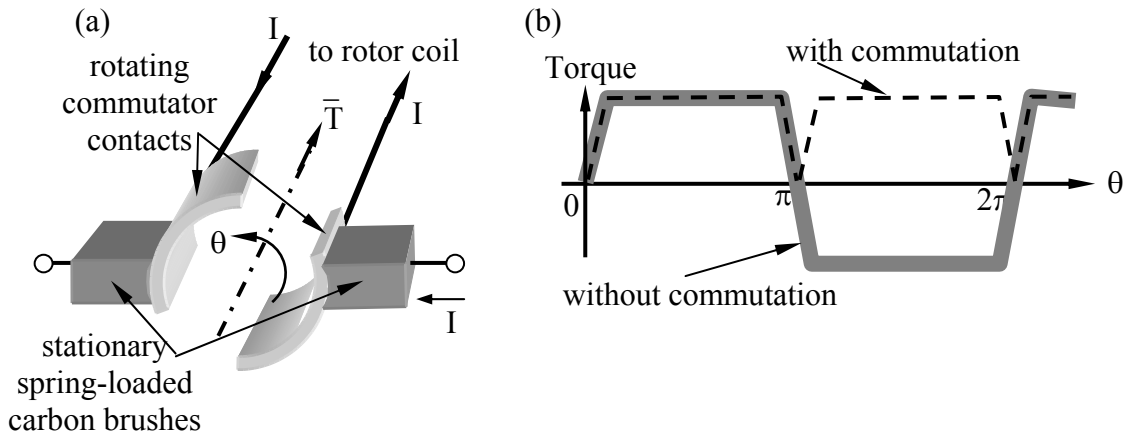 (a)
I
rotating
commutator
contacts
to rotor coil
T̅
I
θ
I
stationary
spring-loaded
carbon brushes
(b)
Torque
with commutation
0
π
2π
θ
without commutation